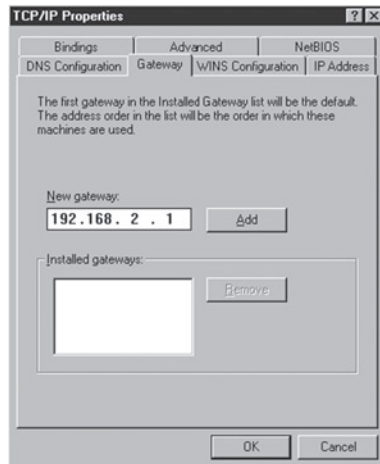 TCP/IP Properties
Bindings Advanced NetBIOS
DNS Configuration Gateway WINS Configuration IP Address
The first gateway in the Installed Gateway list will be the default.
The address order in the list will be the order in which these
machines are used.
New gateway:
192.168. 2 . 1 Add
Installed gateways:
Remove
OK Cancel